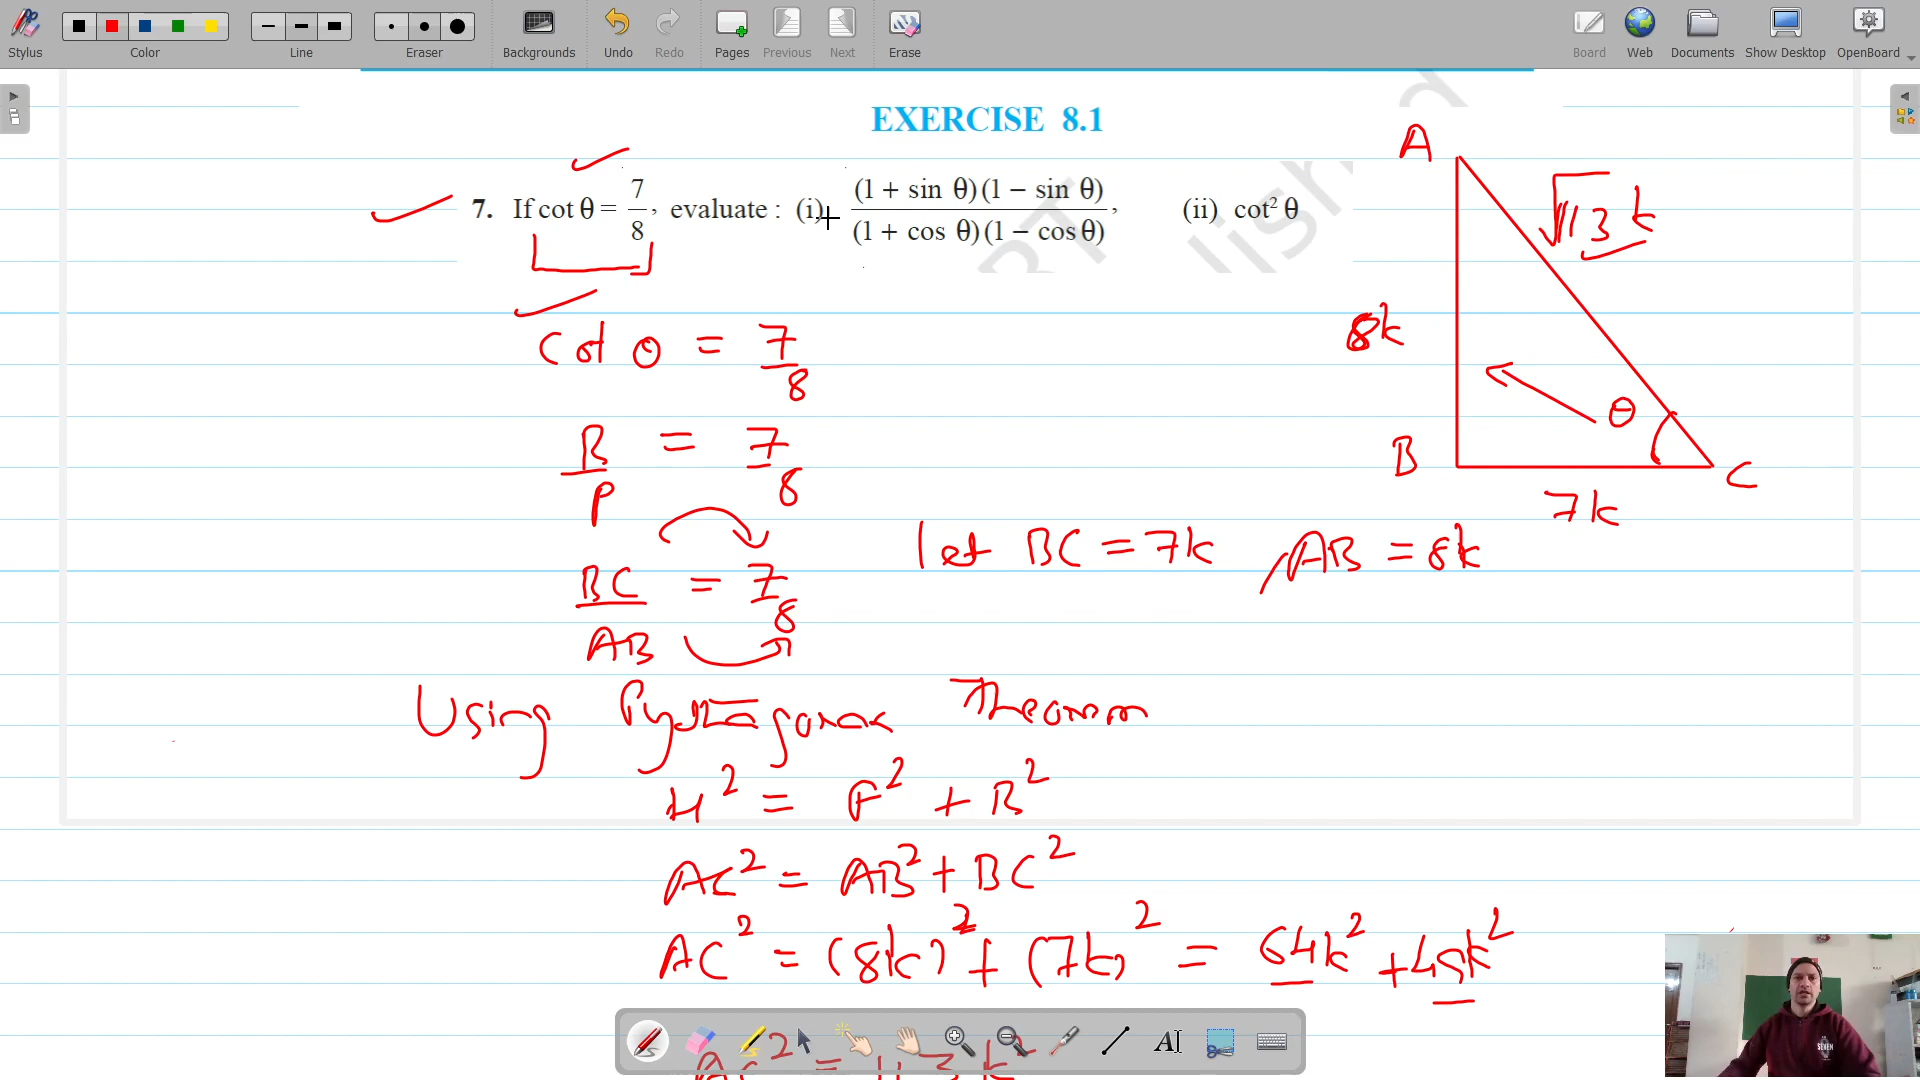 Stylus Color Line Eraser Backgrounds Undo Redo Pages Previous Next Erase Board Web Documents Show Desktop OpenBoard
EXERCISE 8.1
7. If cot θ = 7/8, evaluate : (i) (1 + sin θ)(1 − sin θ)/(1 + cos θ)(1 − cos θ), (ii) cot² θ
A
√113 k
8k
θ
B
C
7k
Cot θ = 7/8
B/P = 7/8
BC/AB = 7/8
let BC = 7k, AB = 8k
Using Pythagoras Theorem
H² = P² + B²
AC² = AB² + BC²
AC² = (8k)² + (7k)² = 64k² + 49k²
AC² = 113k²
SEVEN